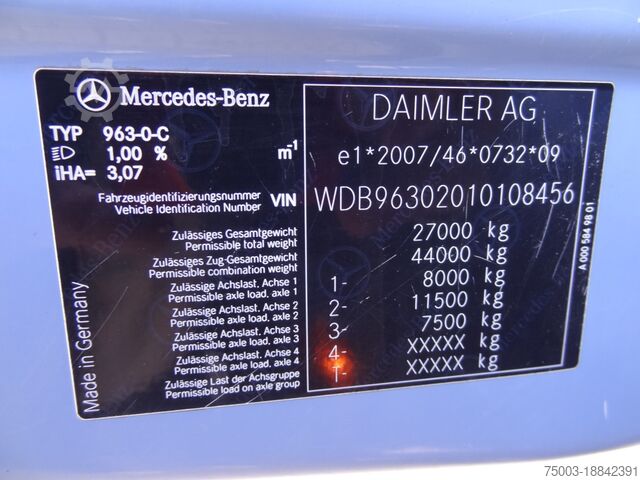 Mercedes-Benz
TYP 963-0-C
1,00 % m⁻¹
iHA= 3,07
Fahrzeugidentifizierungsnummer
Vehicle Identification Number VIN
Zulässiges Gesamtgewicht
Permissible total weight
Zulässiges Zug-Gesamtgewicht
Permissible combination weight
Zulässige Achslast. Achse 1
Permissible axle load, axle 1
Zulässige Achslast. Achse 2
Permissible axle load, axle 2
Zulässige Achslast. Achse 3
Permissible axle load, axle 3
Zulässige Achslast. Achse 4
Permissible axle load, axle 4
Zulässige Last der Achsgruppe
Permissible load on axle group
Made in Germany
DAIMLER AG
e1*2007/46*0732*09
WDB96302010108456
27000 kg
44000 kg
1- 8000 kg
2- 11500 kg
3- 7500 kg
4- XXXXX kg
T- XXXXX kg
A 000 584 98 01
75003-18842391